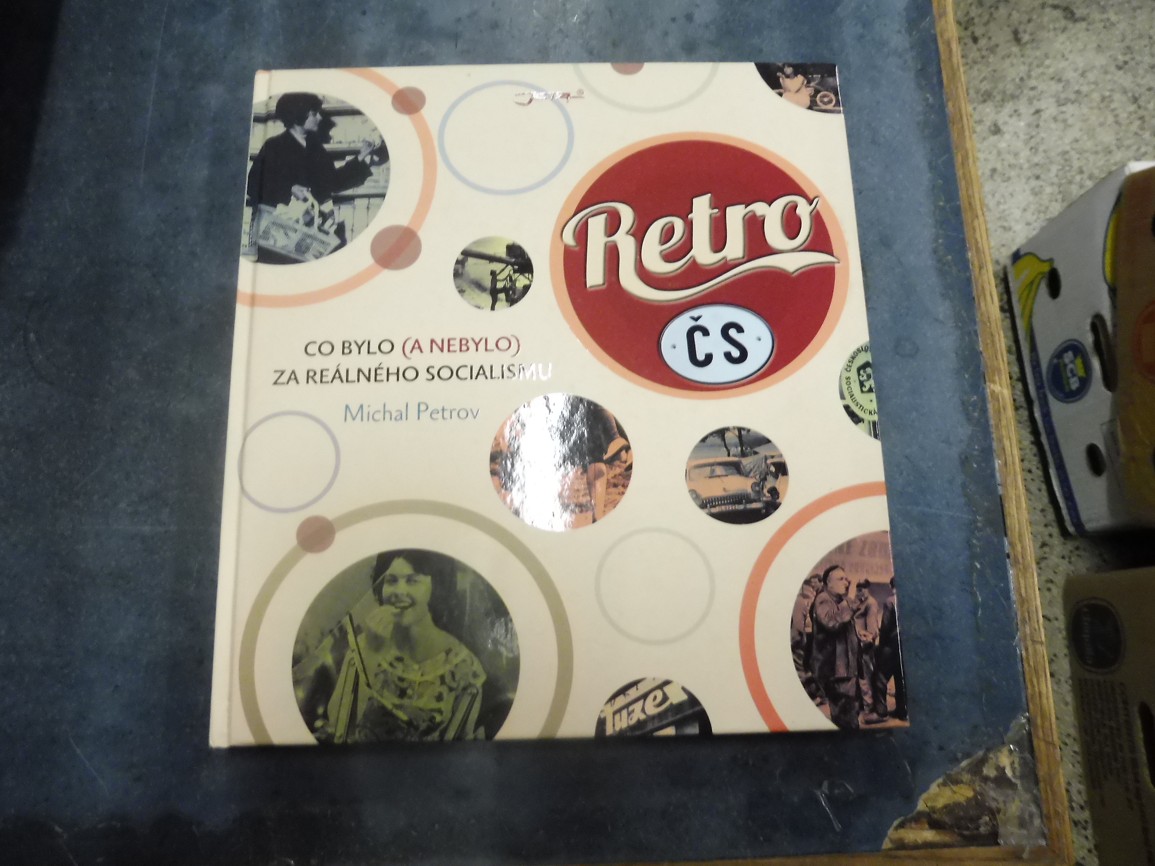 Retro
ČS
CO BYLO (A NEBYLO)
ZA REÁLNÉHO SOCIALISMU
Michal Petrov
Tuzex